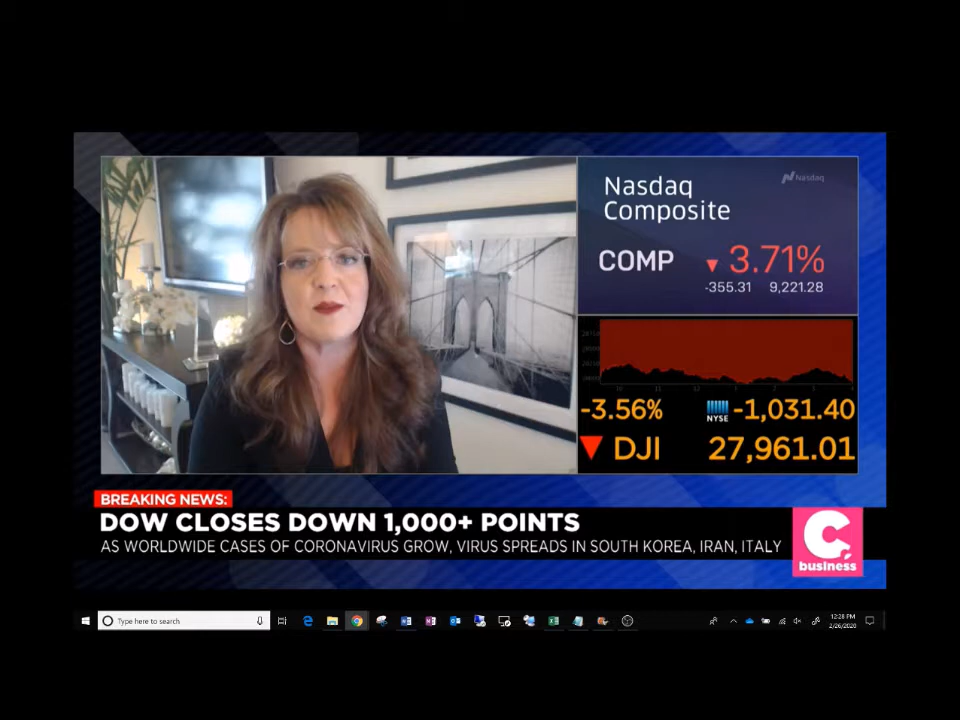 Nasdaq
Nasdaq
Composite
COMP ▼ 3.71%
-355.31 9,221.28
-3.56% NYSE -1,031.40
▼ DJI 27,961.01
BREAKING NEWS:
DOW CLOSES DOWN 1,000+ POINTS
AS WORLDWIDE CASES OF CORONAVIRUS GROW, VIRUS SPREADS IN SOUTH KOREA, IRAN, ITALY
C.
business
Type here to search
12:28 PM
2/26/2020